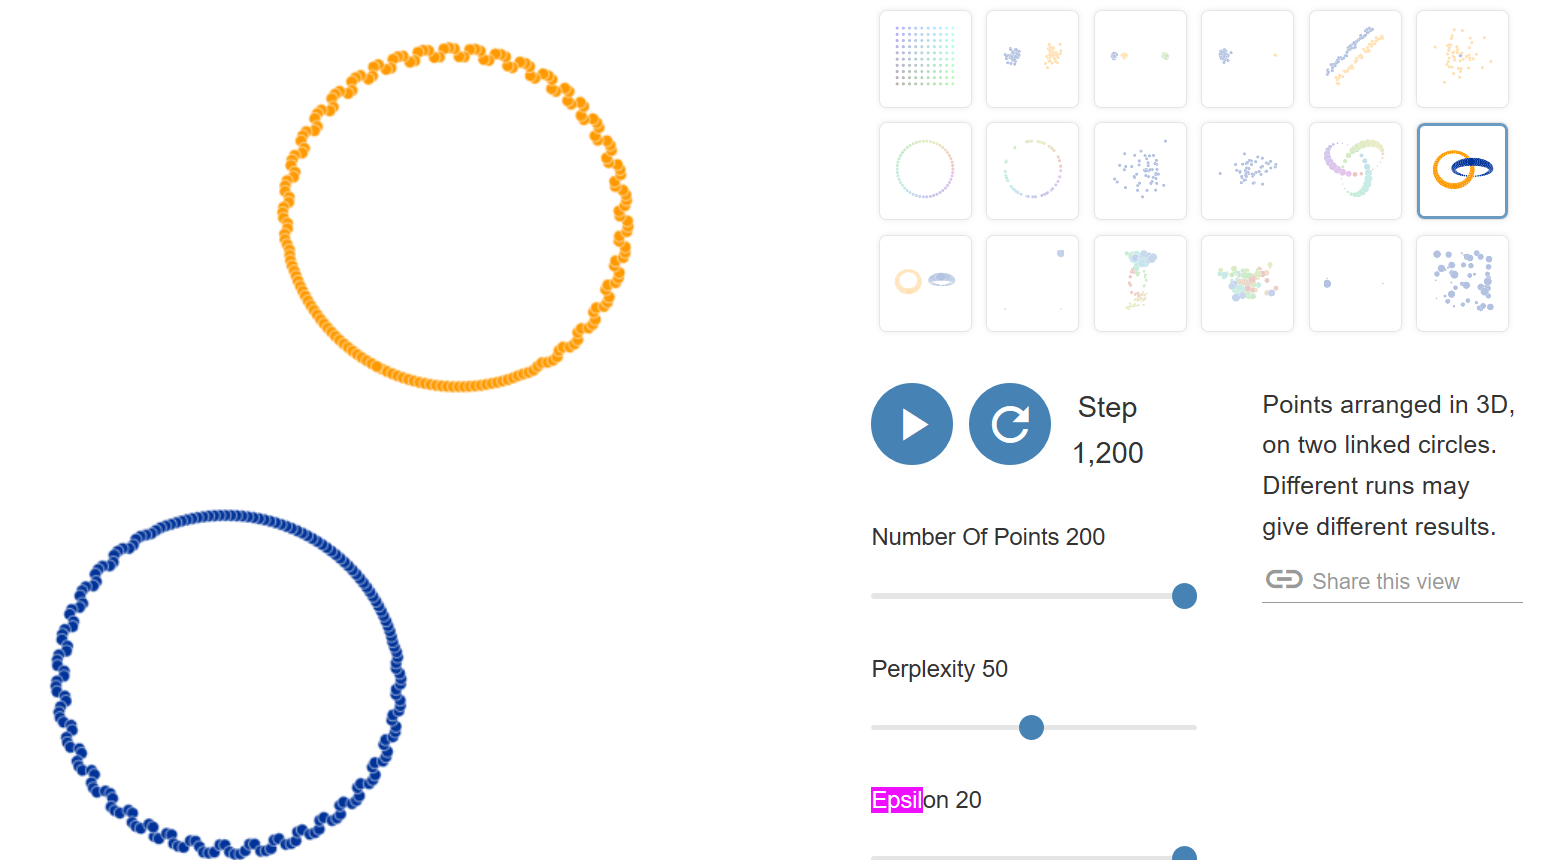 Step
1,200
Points arranged in 3D,
on two linked circles.
Different runs may
give different results.
Share this view
Number Of Points 200
Perplexity 50
Epsilon 20